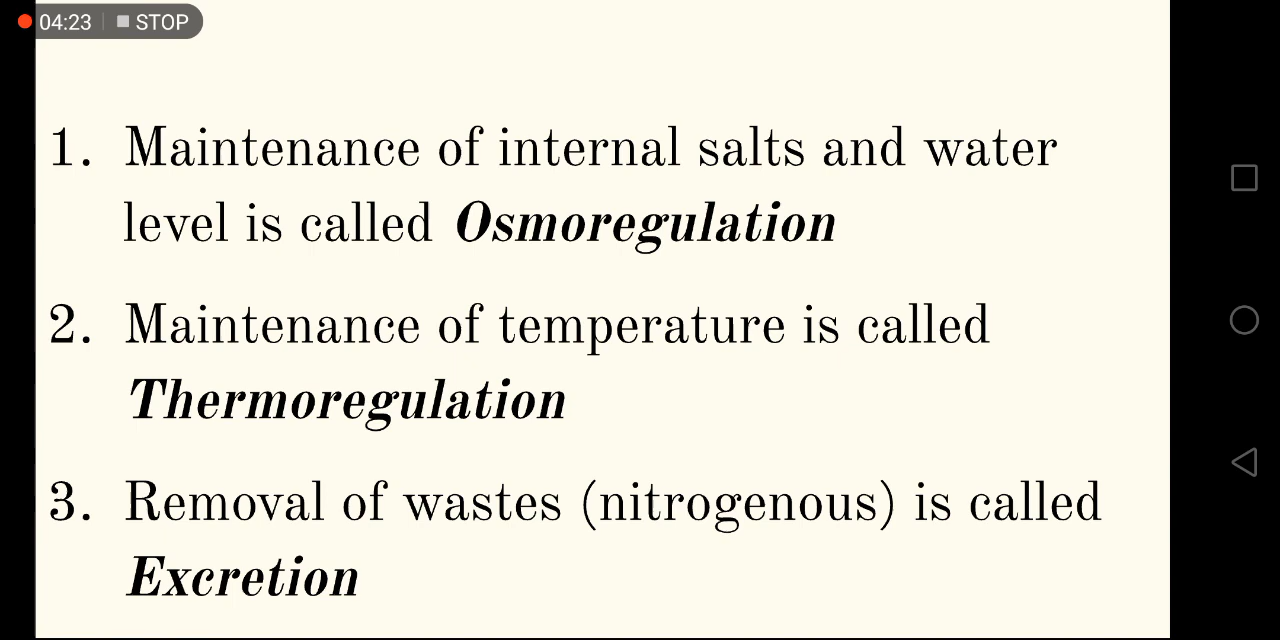 04:23 STOP
1. Maintenance of internal salts and water
level is called Osmoregulation
2. Maintenance of temperature is called
Thermoregulation
3. Removal of wastes (nitrogenous) is called
Excretion